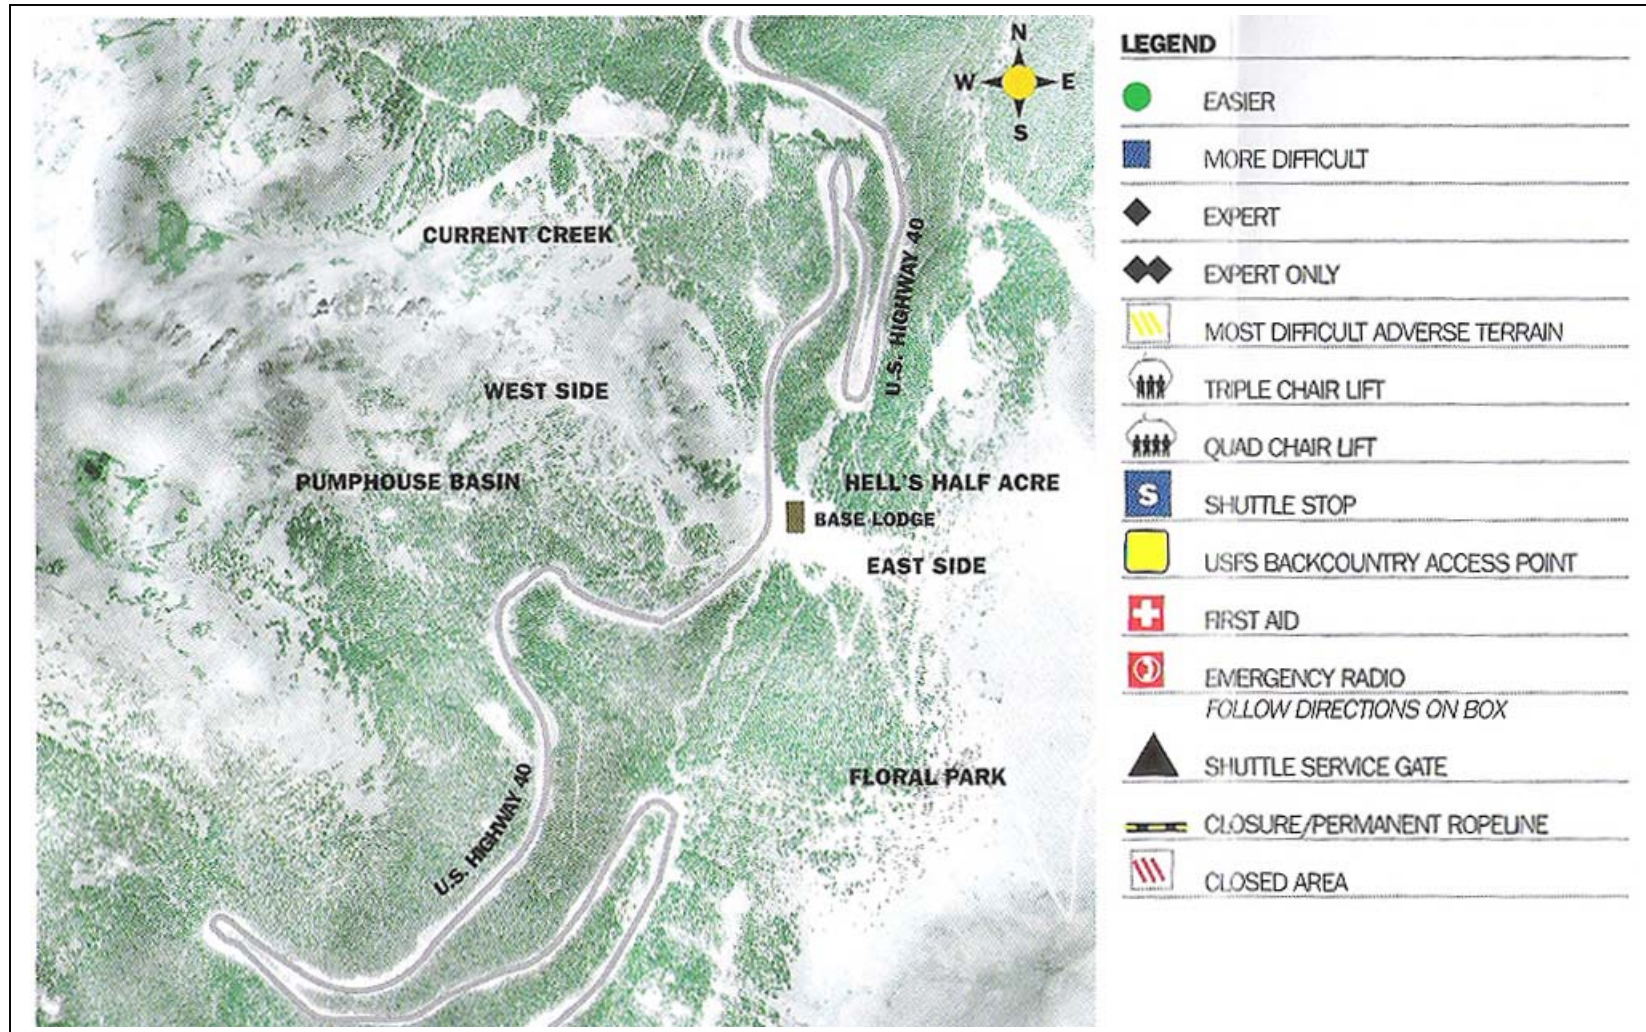 N
W E
S
CURRENT CREEK
U.S. HIGHWAY 40
WEST SIDE
PUMPHOUSE BASIN
HELL'S HALF ACRE
BASE LODGE
EAST SIDE
FLORAL PARK
U.S. HIGHWAY 40
LEGEND
EASIER
MORE DIFFICULT
EXPERT
EXPERT ONLY
MOST DIFFICULT ADVERSE TERRAIN
TRIPLE CHAIR LIFT
QUAD CHAIR LIFT
S SHUTTLE STOP
USFS BACKCOUNTRY ACCESS POINT
FIRST AID
EMERGENCY RADIO
FOLLOW DIRECTIONS ON BOX
SHUTTLE SERVICE GATE
CLOSURE/PERMANENT ROPELINE
CLOSED AREA